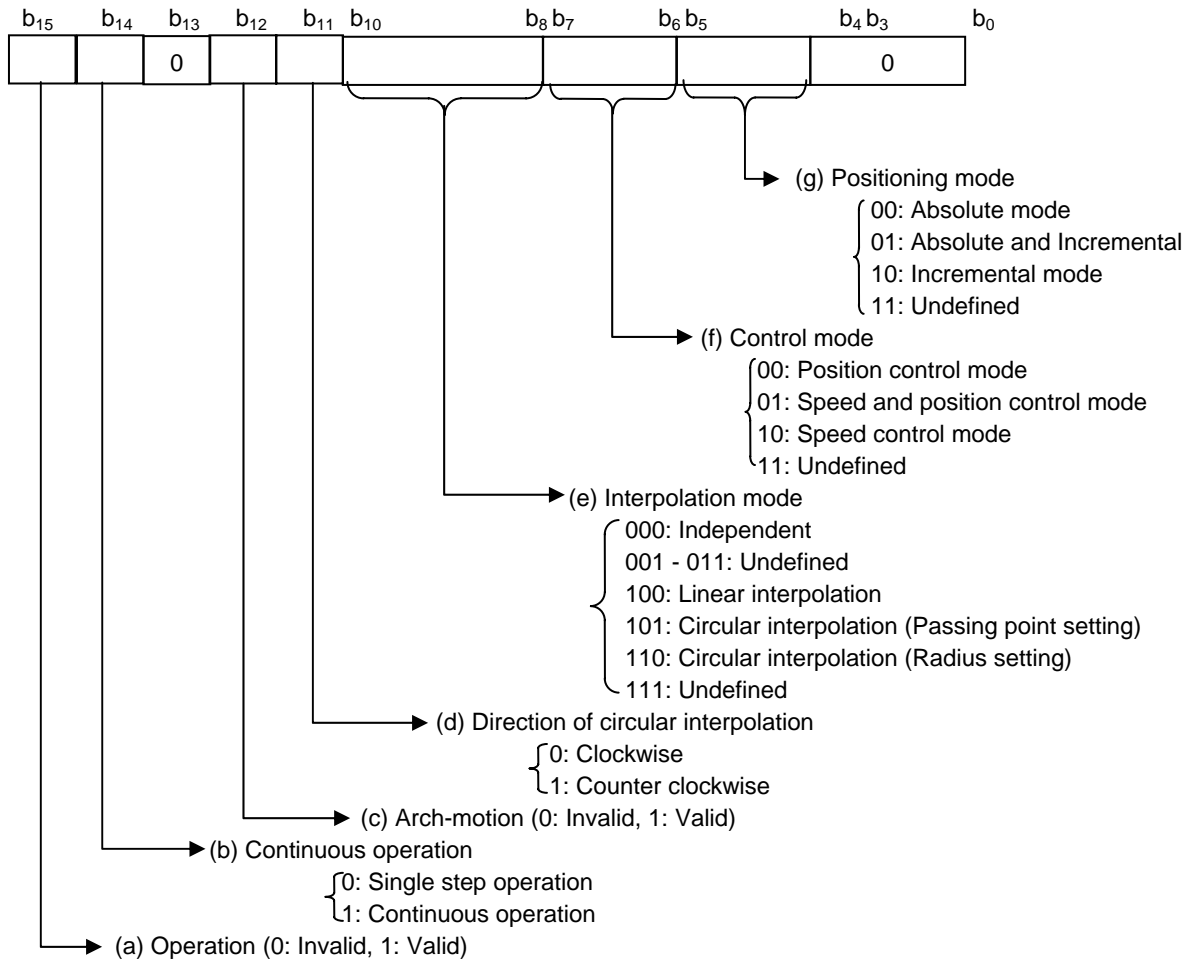 b15 b14 b13 b12 b11 b10 b8 b7 b6 b5 b4 b3 b0
0 0
(g) Positioning mode
00: Absolute mode
01: Absolute and Incremental
10: Incremental mode
11: Undefined
(f) Control mode
00: Position control mode
01: Speed and position control mode
10: Speed control mode
11: Undefined
(e) Interpolation mode
000: Independent
001 - 011: Undefined
100: Linear interpolation
101: Circular interpolation (Passing point setting)
110: Circular interpolation (Radius setting)
111: Undefined
(d) Direction of circular interpolation
0: Clockwise
1: Counter clockwise
(c) Arch-motion (0: Invalid, 1: Valid)
(b) Continuous operation
0: Single step operation
1: Continuous operation
(a) Operation (0: Invalid, 1: Valid)